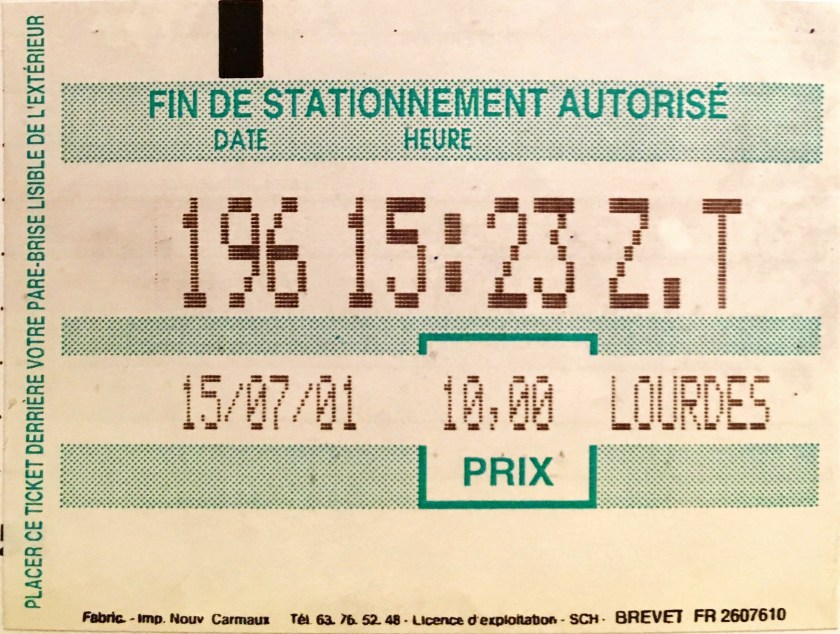 PLACER CE TICKET DERRIÈRE VOTRE PARE-BRISE LISIBLE DE L'EXTÉRIEUR
FIN DE STATIONNEMENT AUTORISÉ
DATE HEURE
196 15:23 Z.T
15/07/01 10,00 LOURDES
PRIX
Fabric. - Imp. Nouv Carmaux Tél. 63. 76. 52. 48 - Licence d'exploitation - SCH - BREVET FR 2607610